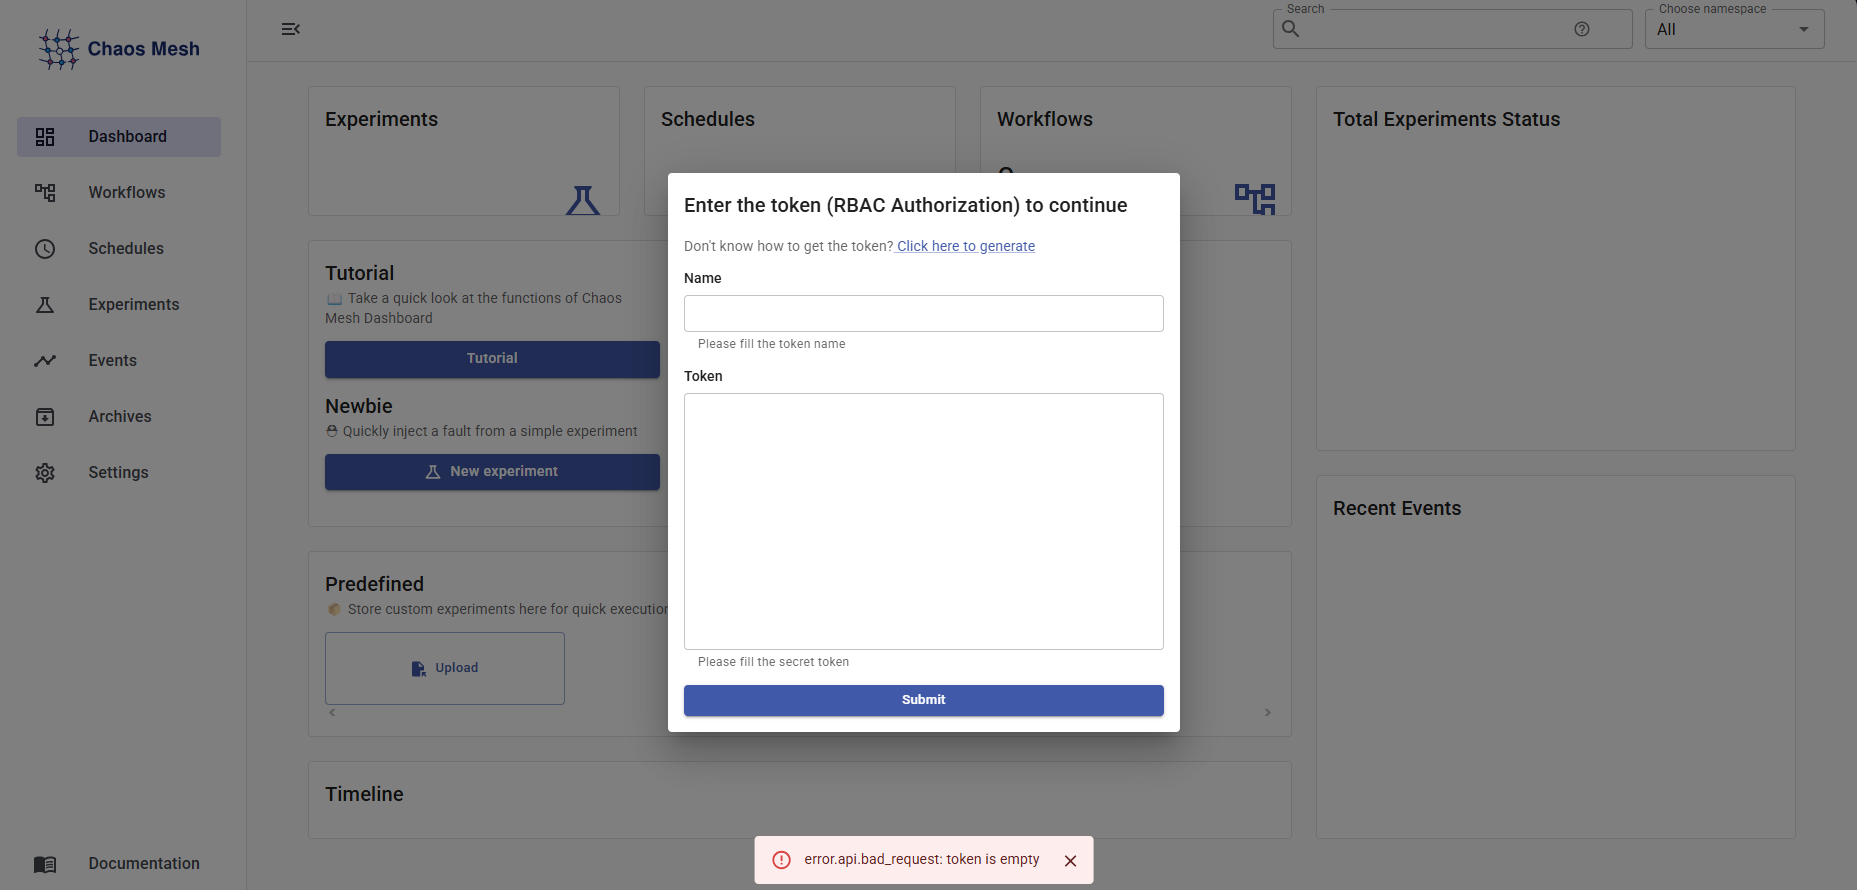 Chaos Mesh
Dashboard
Workflows
Schedules
Experiments
Events
Archives
Settings
Documentation
Search
Choose namespace
All
Experiments
Schedules
Workflows
Total Experiments Status
Tutorial
Take a quick look at the functions of Chaos
Mesh Dashboard
Tutorial
Newbie
Quickly inject a fault from a simple experiment
New experiment
Predefined
Store custom experiments here for quick execution
Upload
Timeline
Recent Events
Enter the token (RBAC Authorization) to continue
Don't know how to get the token? Click here to generate
Name
Please fill the token name
Token
Please fill the secret token
Submit
error.api.bad_request: token is empty